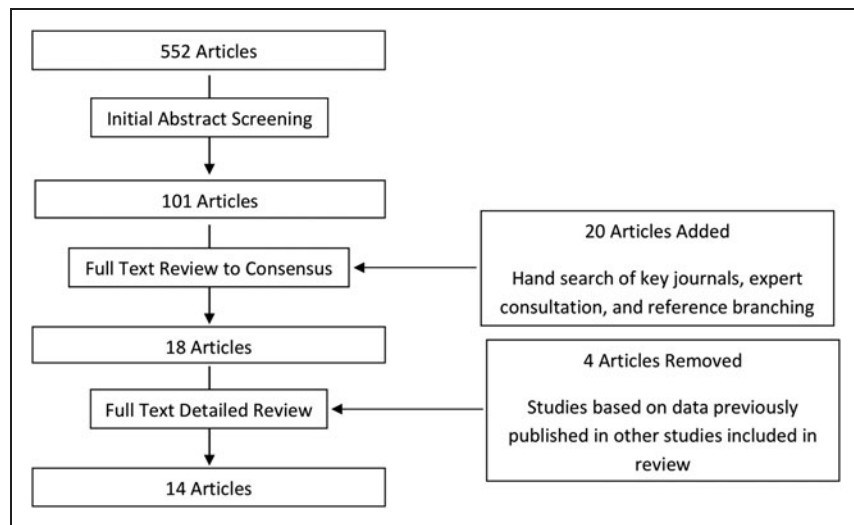 552 Articles
Initial Abstract Screening
101 Articles
20 Articles Added
Hand search of key journals, expert
consultation, and reference branching
Full Text Review to Consensus
18 Articles
4 Articles Removed
Studies based on data previously
published in other studies included in
review
Full Text Detailed Review
14 Articles